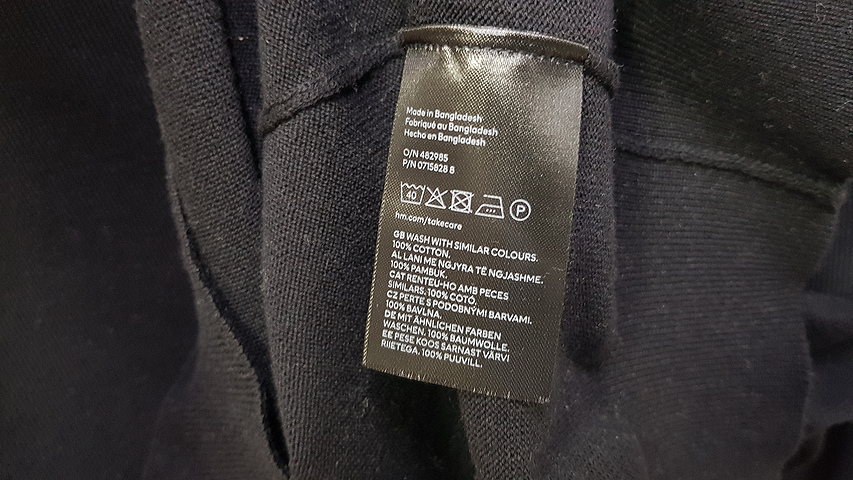 Made in Bangladesh
Fabriqué au Bangladesh
Hecho en Bangladesh
O/N 482985
P/N 0715828 8
40 P
hm.com/takecare
GB WASH WITH SIMILAR COLOURS.
100% COTTON.
AL LANI ME NGJYRA TË NGJASHME.
100% PAMBUK.
CAT RENTEU-HO AMB PECES
SIMILARS. 100% COTÓ.
CZ PERTE S PODOBNÝMI BARVAMI.
100% BAVLNA.
DE MIT ÄHNLICHEN FARBEN
WASCHEN. 100% BAUMWOLLE.
EE PESE KOOS SARNAST VÄRVI
RIIETEGA. 100% PUUVILL.